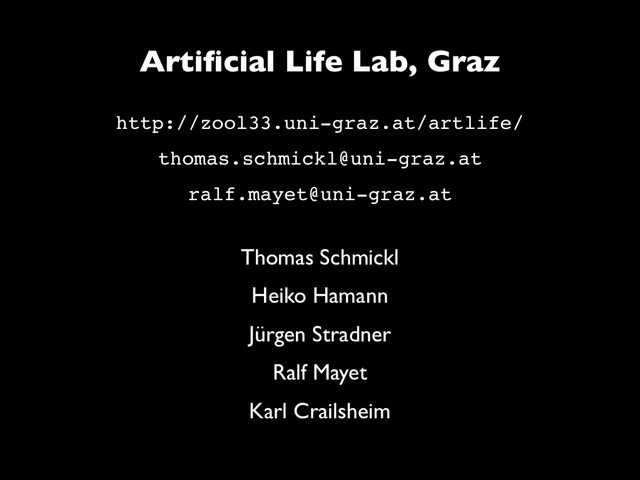 Artificial Life Lab, Graz
http://zool33.uni-graz.at/artlife/
thomas.schmickl@uni-graz.at
ralf.mayet@uni-graz.at
Thomas Schmickl
Heiko Hamann
Jürgen Stradner
Ralf Mayet
Karl Crailsheim